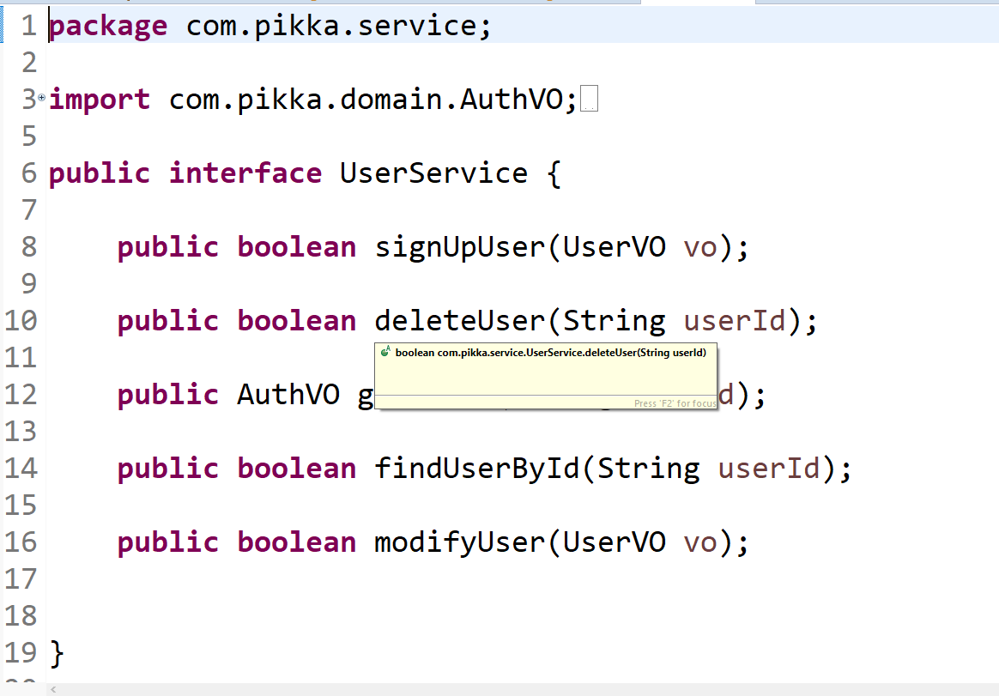 1 package com.pikka.service;
2
3 import com.pikka.domain.AuthVO;
5
6 public interface UserService {
7
8 public boolean signUpUser(UserVO vo);
9
10 public boolean deleteUser(String userId);
11
boolean com.pikka.service.UserService.deleteUser(String userId)
12 public AuthVO g d);
Press 'F2' for focus
13
14 public boolean findUserById(String userId);
15
16 public boolean modifyUser(UserVO vo);
17
18
19 }